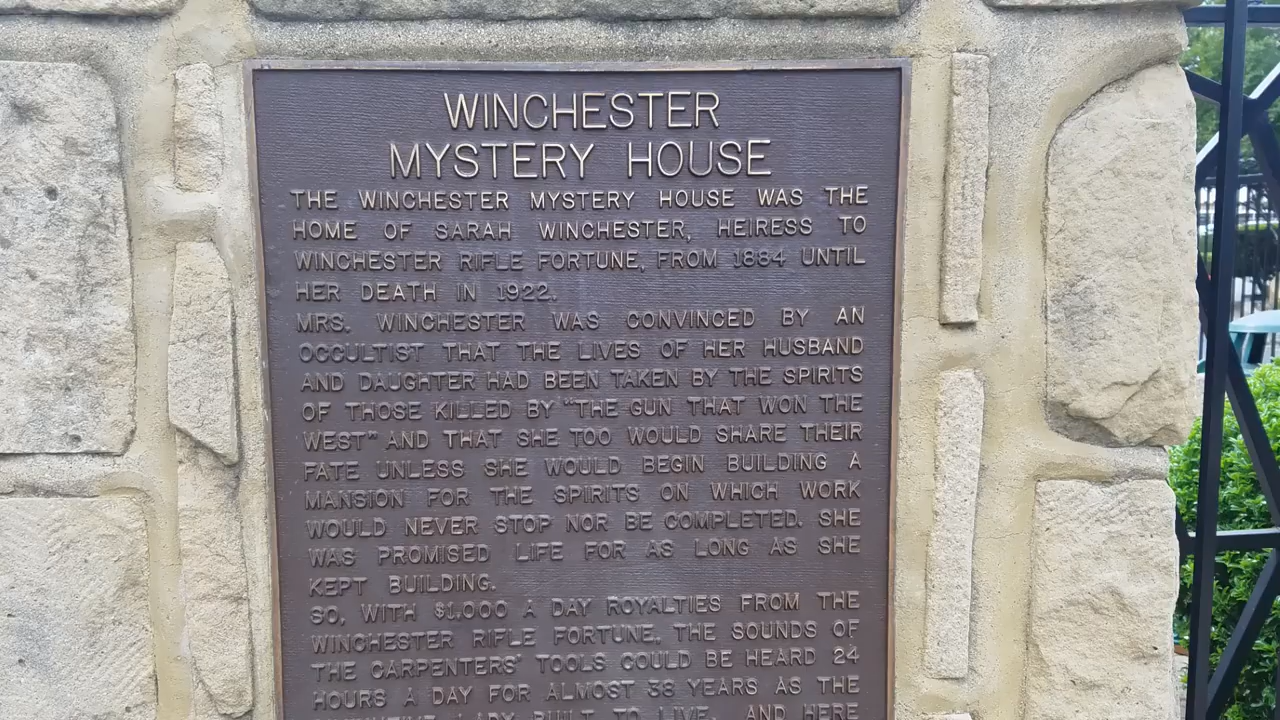 WINCHESTER
MYSTERY HOUSE
THE WINCHESTER MYSTERY HOUSE WAS THE
HOME OF SARAH WINCHESTER, HEIRESS TO
WINCHESTER RIFLE FORTUNE, FROM 1884 UNTIL
HER DEATH IN 1922.
MRS. WINCHESTER WAS CONVINCED BY AN
OCCULTIST THAT THE LIVES OF HER HUSBAND
AND DAUGHTER HAD BEEN TAKEN BY THE SPIRITS
OF THOSE KILLED BY "THE GUN THAT WON THE
WEST" AND THAT SHE TOO WOULD SHARE THEIR
FATE UNLESS SHE WOULD BEGIN BUILDING A
MANSION FOR THE SPIRITS ON WHICH WORK
WOULD NEVER STOP NOR BE COMPLETED. SHE
WAS PROMISED LIFE FOR AS LONG AS SHE
KEPT BUILDING.
SO, WITH $1,000 A DAY ROYALTIES FROM THE
WINCHESTER RIFLE FORTUNE, THE SOUNDS OF
THE CARPENTERS' TOOLS COULD BE HEARD 24
HOURS A DAY FOR ALMOST 38 YEARS AS THE
LADY BUILT TO LIVE, AND HERE